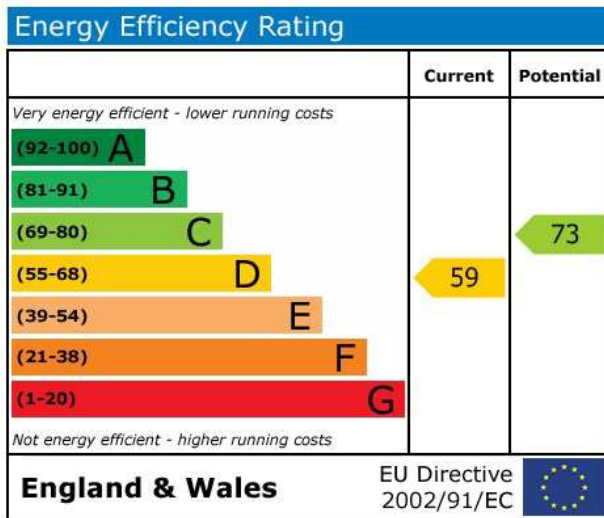 Energy Efficiency Rating
Current Potential
Very energy efficient - lower running costs
(92-100) A
(81-91) B
(69-80) C 73
(55-68) D 59
(39-54) E
(21-38) F
(1-20) G
Not energy efficient - higher running costs
England & Wales
EU Directive
2002/91/EC